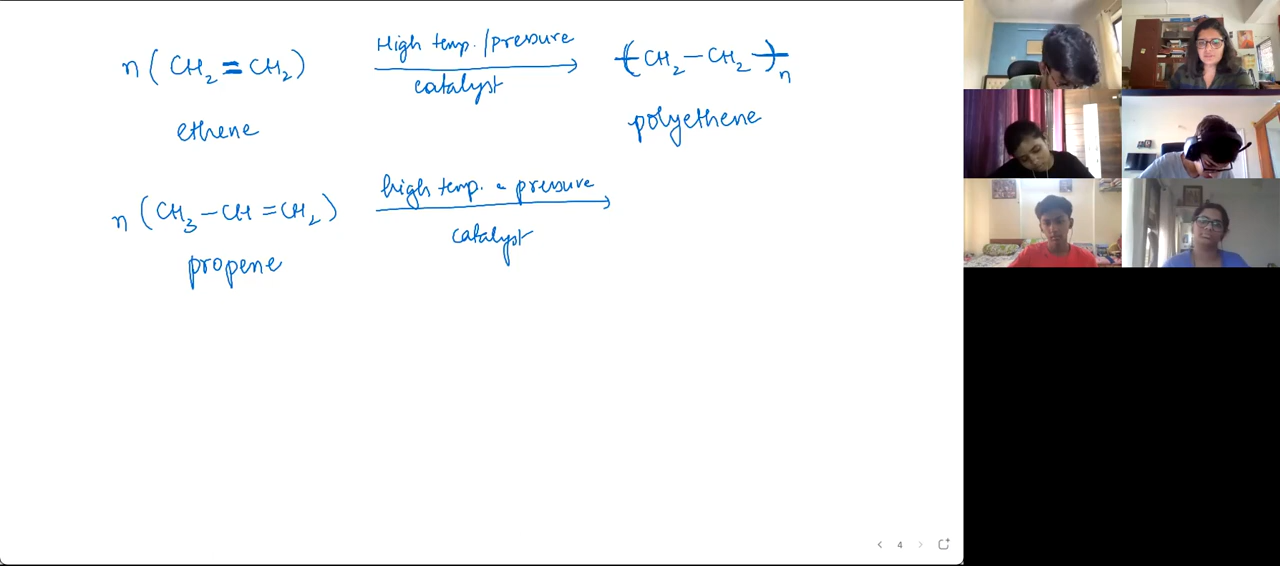 n(CH₂=CH₂) High temp./pressure catalyst (CH₂-CH₂)n
ethene polyethene
n(CH₃-CH=CH₂) high temp. & pressure catalyst
propene
4